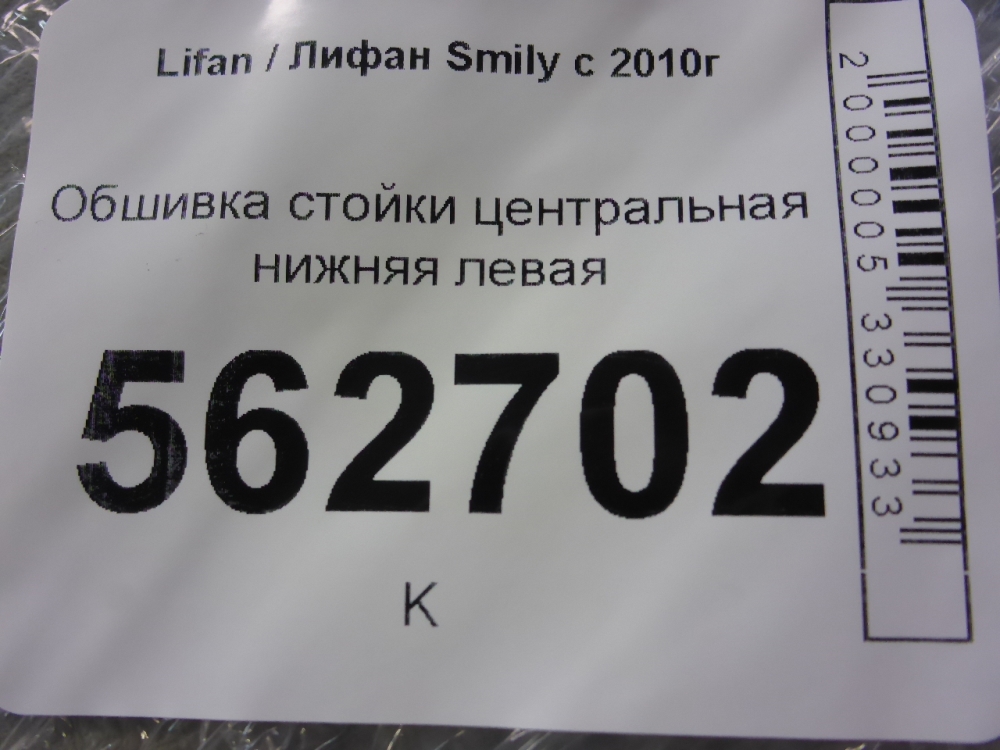 Lifan / Лифан Smily с 2010г
Обшивка стойки центральная
нижняя левая
562702
К
2000005330933